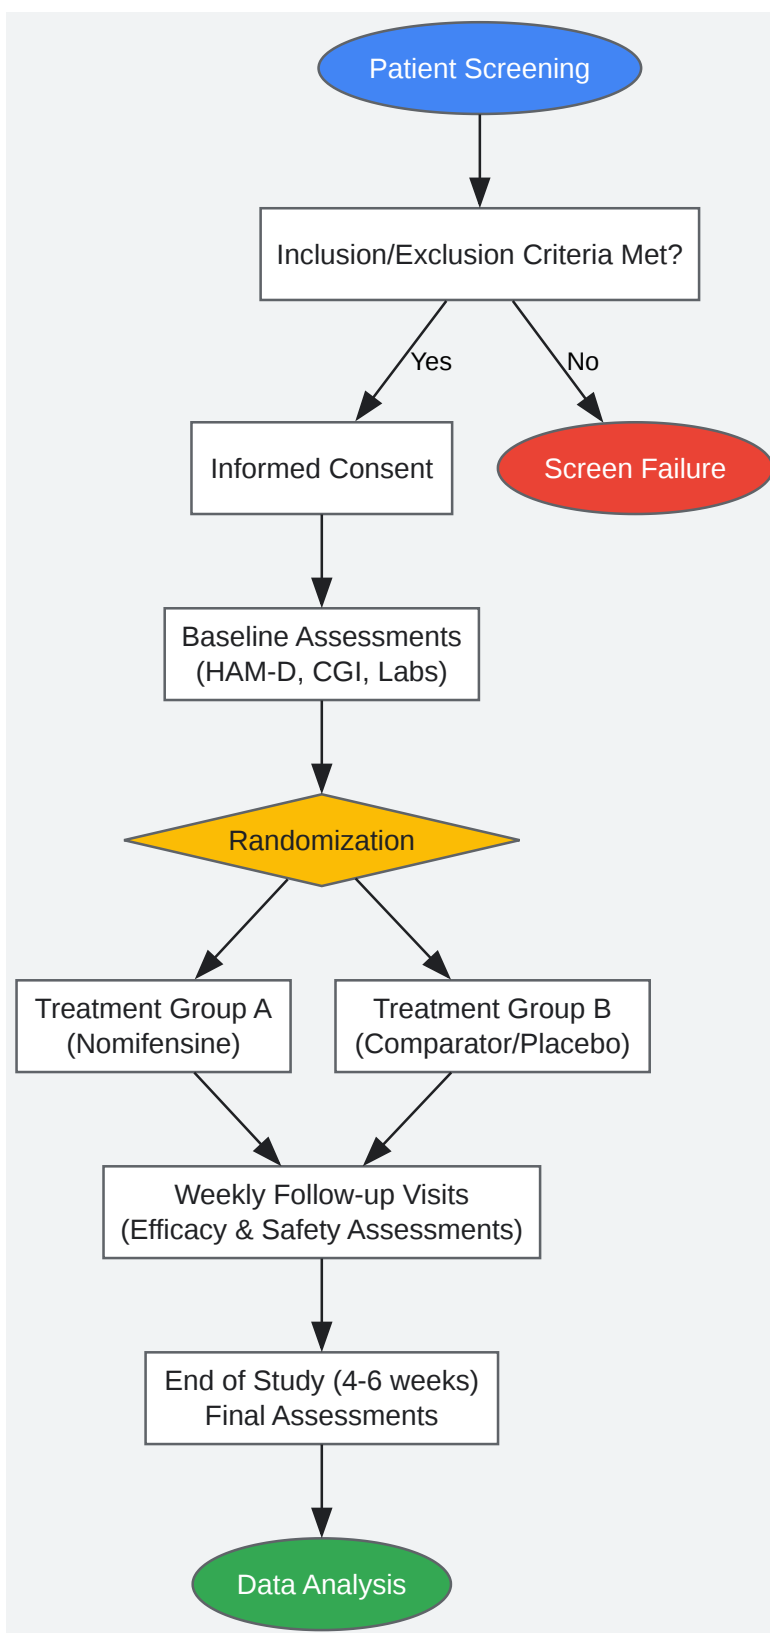 Patient Screening
Inclusion/Exclusion Criteria Met?
Yes
No
Informed Consent
Screen Failure
Baseline Assessments
(HAM-D, CGI, Labs)
Randomization
Treatment Group A
(Nomifensine)
Treatment Group B
(Comparator/Placebo)
Weekly Follow-up Visits
(Efficacy & Safety Assessments)
End of Study (4-6 weeks)
Final Assessments
Data Analysis